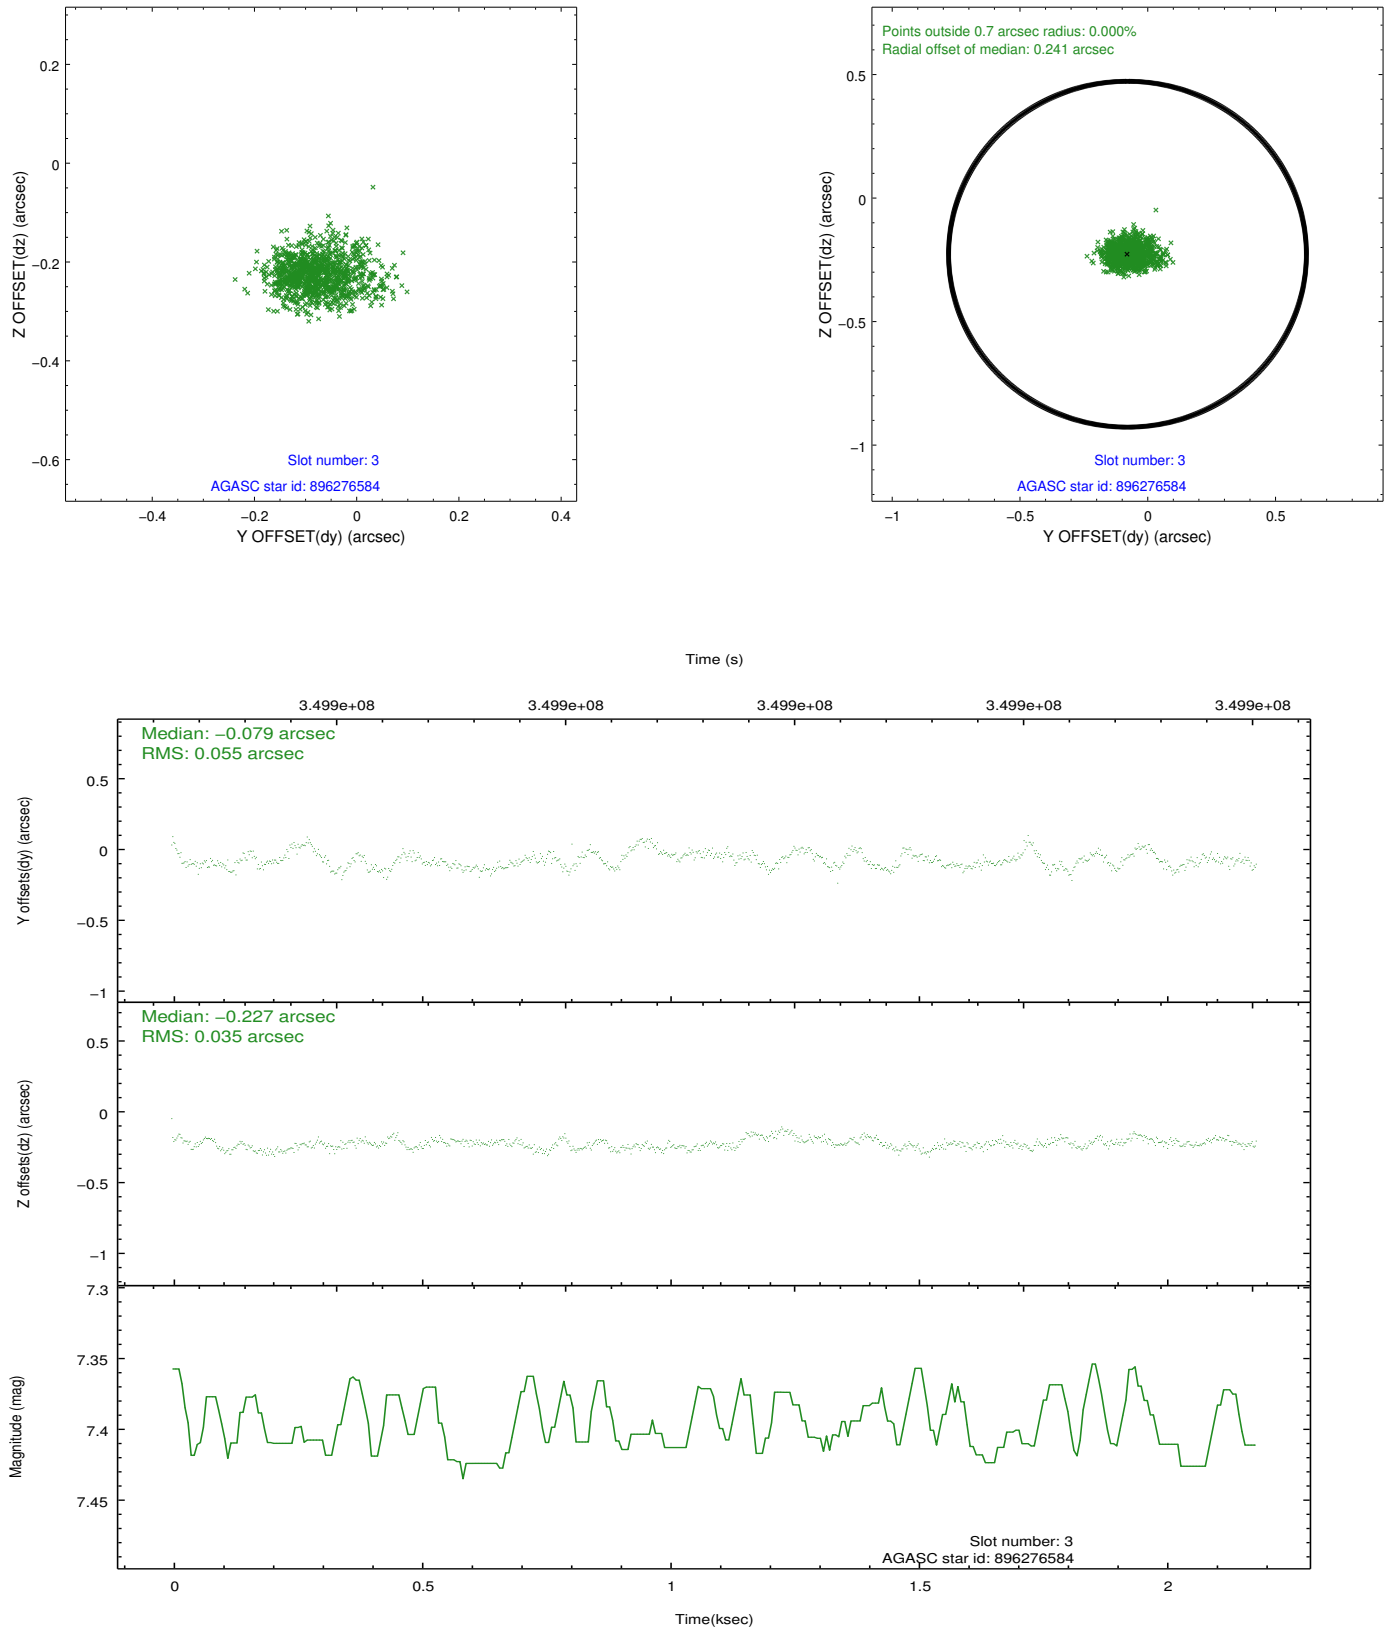 0.2
0
−0.2
−0.4
−0.6
Z OFFSET(dz) (arcsec)
Slot number: 3
AGASC star id: 896276584
−0.4 −0.2 0 0.2 0.4
Y OFFSET(dy) (arcsec)
Points outside 0.7 arcsec radius: 0.000%
Radial offset of median: 0.241 arcsec
0.5
0
−0.5
−1
Z OFFSET(dz) (arcsec)
Slot number: 3
AGASC star id: 896276584
−1 −0.5 0 0.5
Y OFFSET(dy) (arcsec)
Time (s)
3.499e+08 3.499e+08 3.499e+08 3.499e+08 3.499e+08
Median: −0.079 arcsec
RMS: 0.055 arcsec
0.5
0
−0.5
−1
Y offsets(dy) (arcsec)
Median: −0.227 arcsec
RMS: 0.035 arcsec
0.5
0
−0.5
−1
Z offsets(dz) (arcsec)
7.3
7.35
7.4
7.45
Magnitude (mag)
Slot number: 3
AGASC star id: 896276584
0 0.5 1 1.5 2
Time(ksec)